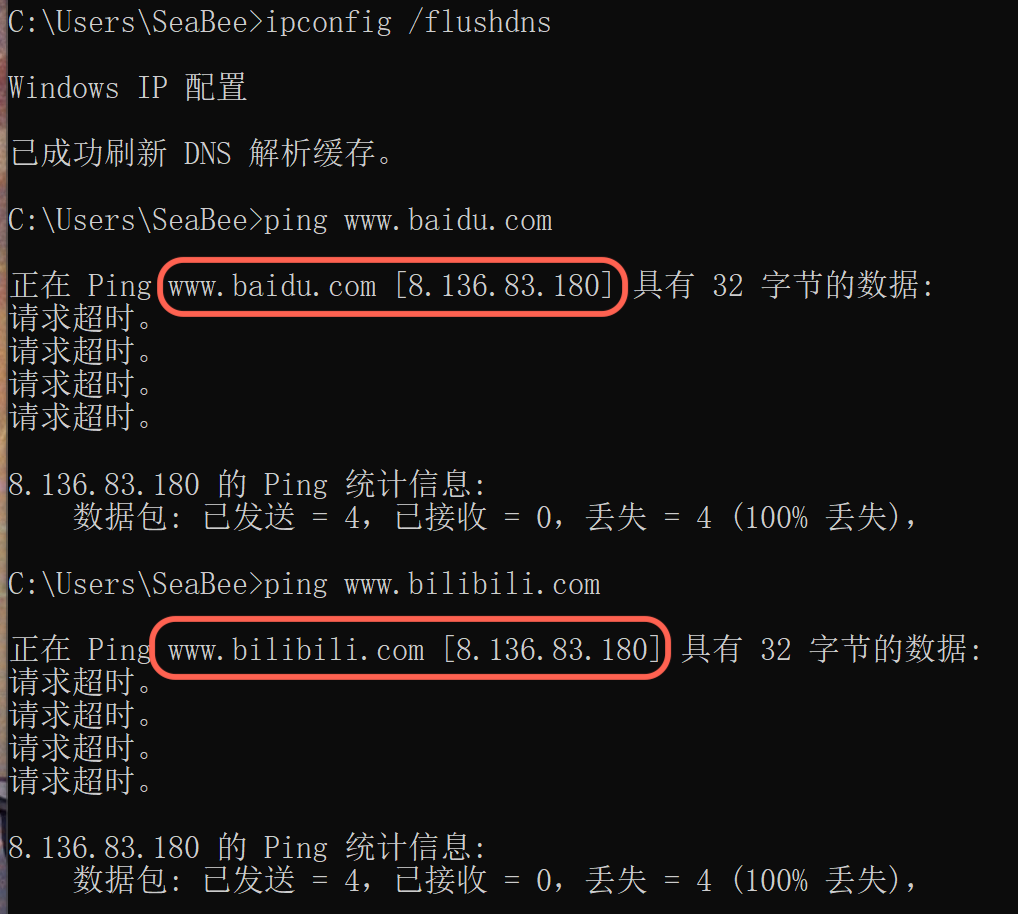 C:\Users\SeaBee>ipconfig /flushdns
Windows IP 配置
已成功刷新 DNS 解析缓存。
C:\Users\SeaBee>ping www.baidu.com
正在 Ping www.baidu.com [8.136.83.180] 具有 32 字节的数据:
请求超时。
请求超时。
请求超时。
请求超时。
8.136.83.180 的 Ping 统计信息:
    数据包: 已发送 = 4，已接收 = 0，丢失 = 4 (100% 丢失)，
C:\Users\SeaBee>ping www.bilibili.com
正在 Ping www.bilibili.com [8.136.83.180] 具有 32 字节的数据:
请求超时。
请求超时。
请求超时。
请求超时。
8.136.83.180 的 Ping 统计信息:
    数据包: 已发送 = 4，已接收 = 0，丢失 = 4 (100% 丢失)，